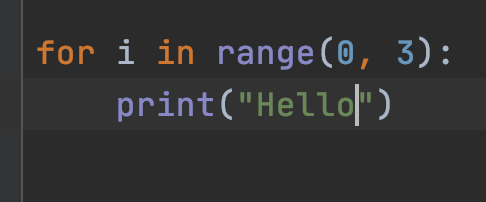 for i in range(0, 3):
    print("Hello")